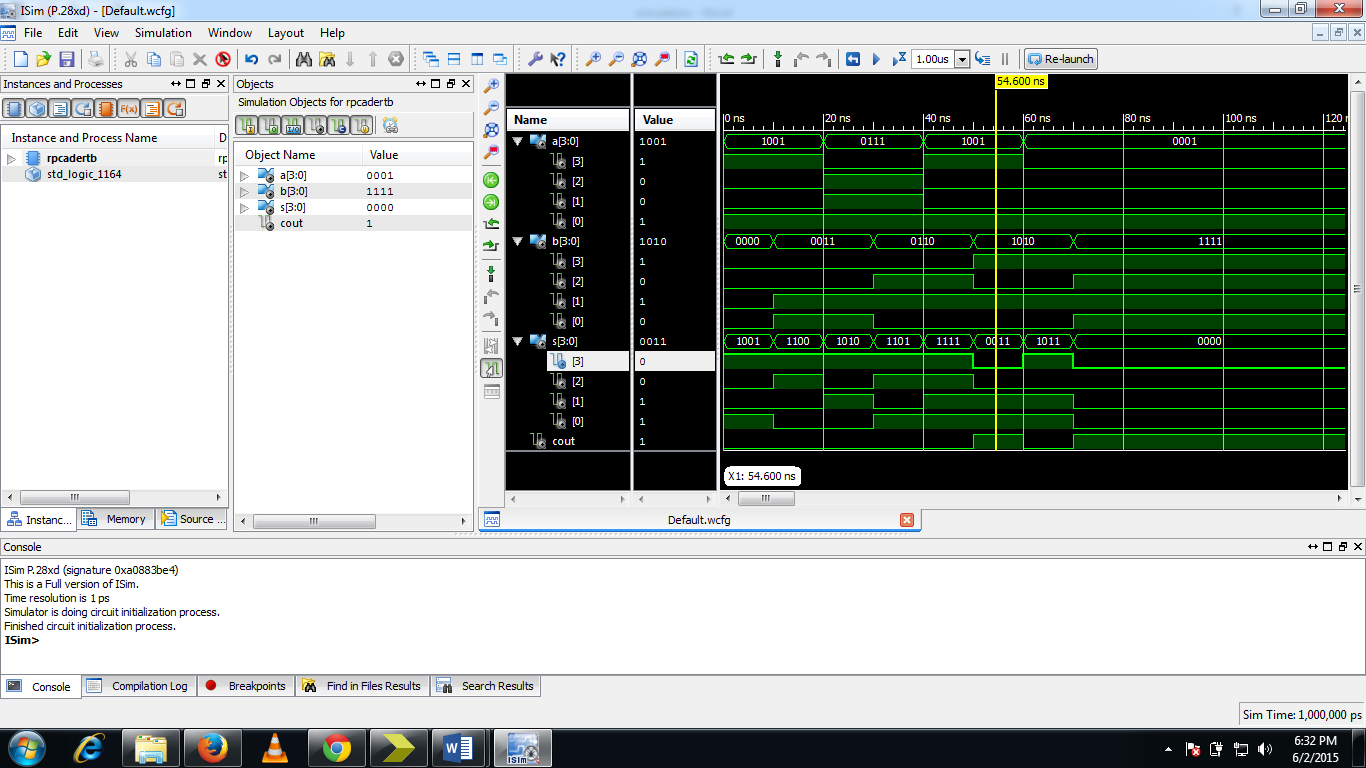 ISim (P.28xd) - [Default.wcfg]
File Edit View Simulation Window Layout Help
1.00us Re-launch
Instances and Processes
Instance and Process Name D
rpcadertb rp
std_logic_1164 st
Instanc... Memory Source ...
Objects
Simulation Objects for rpcadertb
Object Name Value
a[3:0] 0001
b[3:0] 1111
s[3:0] 0000
cout 1
54.600 ns
Name Value
0 ns 20 ns 40 ns 60 ns 80 ns 100 ns 120 n
a[3:0] 1001 1001 0111 1001 0001
[3] 1
[2] 0
[1] 0
[0] 1
b[3:0] 1010 0000 0011 0110 1010 1111
[3] 1
[2] 0
[1] 1
[0] 0
s[3:0] 0011 1001 1100 1010 1101 1111 0011 1011 0000
[3] 0
[2] 0
[1] 1
[0] 1
cout 1
X1: 54.600 ns
Default.wcfg
Console
ISim P.28xd (signature 0xa0883be4)
This is a Full version of ISim.
Time resolution is 1 ps
Simulator is doing circuit initialization process.
Finished circuit initialization process.
ISim>
Console Compilation Log Breakpoints Find in Files Results Search Results
Sim Time: 1,000,000 ps
6:32 PM
6/2/2015